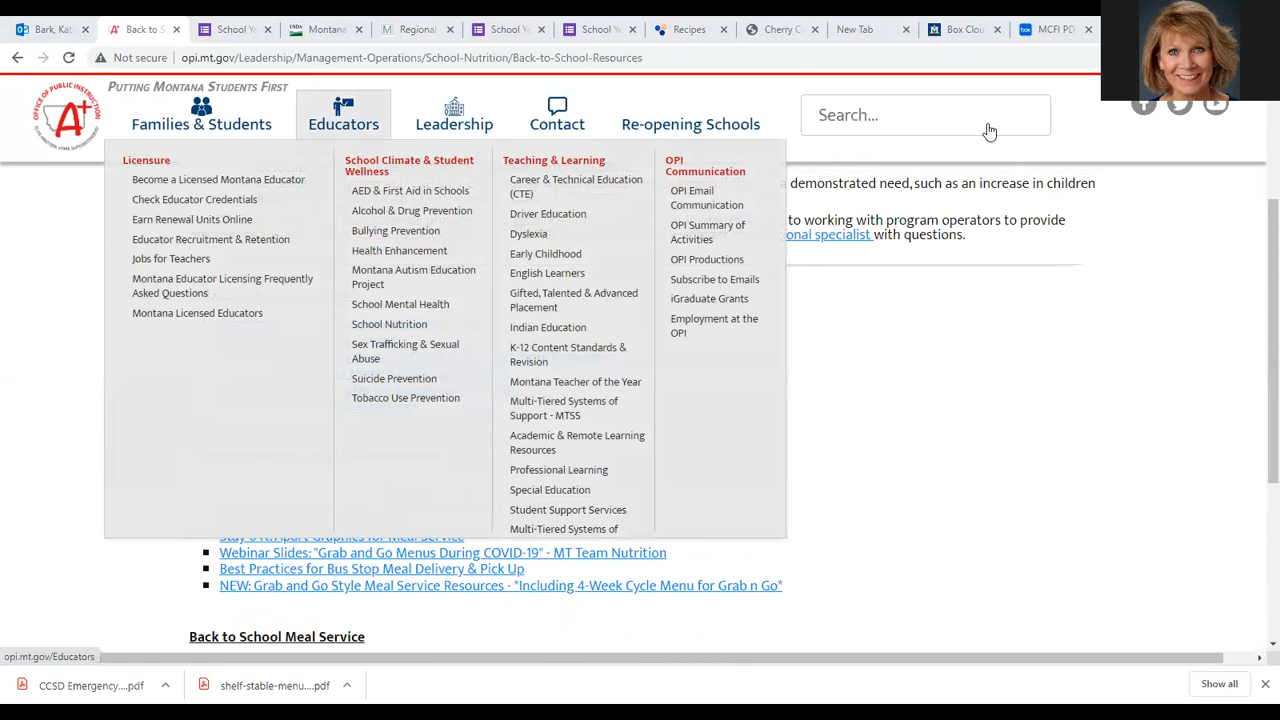 Bark, Kat
Back to S
School Ye
Montana
Regional
School Ye
School Ye
Recipes
Cherry Cr
New Tab
Box Clou
MCFI PD
Not secure
opi.mt.gov/Leadership/Management-Operations/School-Nutrition/Back-to-School-Resources
PUTTING MONTANA STUDENTS FIRST
Families & Students
Educators
Leadership
Contact
Re-opening Schools
Search...
Licensure
Become a Licensed Montana Educator
Check Educator Credentials
Earn Renewal Units Online
Educator Recruitment & Retention
Jobs for Teachers
Montana Educator Licensing Frequently
Asked Questions
Montana Licensed Educators
School Climate & Student
Wellness
AED & First Aid in Schools
Alcohol & Drug Prevention
Bullying Prevention
Health Enhancement
Montana Autism Education
Project
School Mental Health
School Nutrition
Sex Trafficking & Sexual
Abuse
Suicide Prevention
Tobacco Use Prevention
Teaching & Learning
Career & Technical Education
(CTE)
Driver Education
Dyslexia
Early Childhood
English Learners
Gifted, Talented & Advanced
Placement
Indian Education
K-12 Content Standards &
Revision
Montana Teacher of the Year
Multi-Tiered Systems of
Support - MTSS
Academic & Remote Learning
Resources
Professional Learning
Special Education
Student Support Services
Multi-Tiered Systems of
OPI
Communication
OPI Email
Communication
OPI Summary of
Activities
OPI Productions
Subscribe to Emails
iGraduate Grants
Employment at the
OPI
demonstrated need, such as an increase in children
to working with program operators to provide
onal specialist with questions.
Webinar Slides: "Grab and Go Menus During COVID-19" - MT Team Nutrition
Best Practices for Bus Stop Meal Delivery & Pick Up
NEW: Grab and Go Style Meal Service Resources - *Including 4-Week Cycle Menu for Grab n Go*
Back to School Meal Service
opi.mt.gov/Educators
CCSD Emergency....pdf
shelf-stable-menu....pdf
Show all